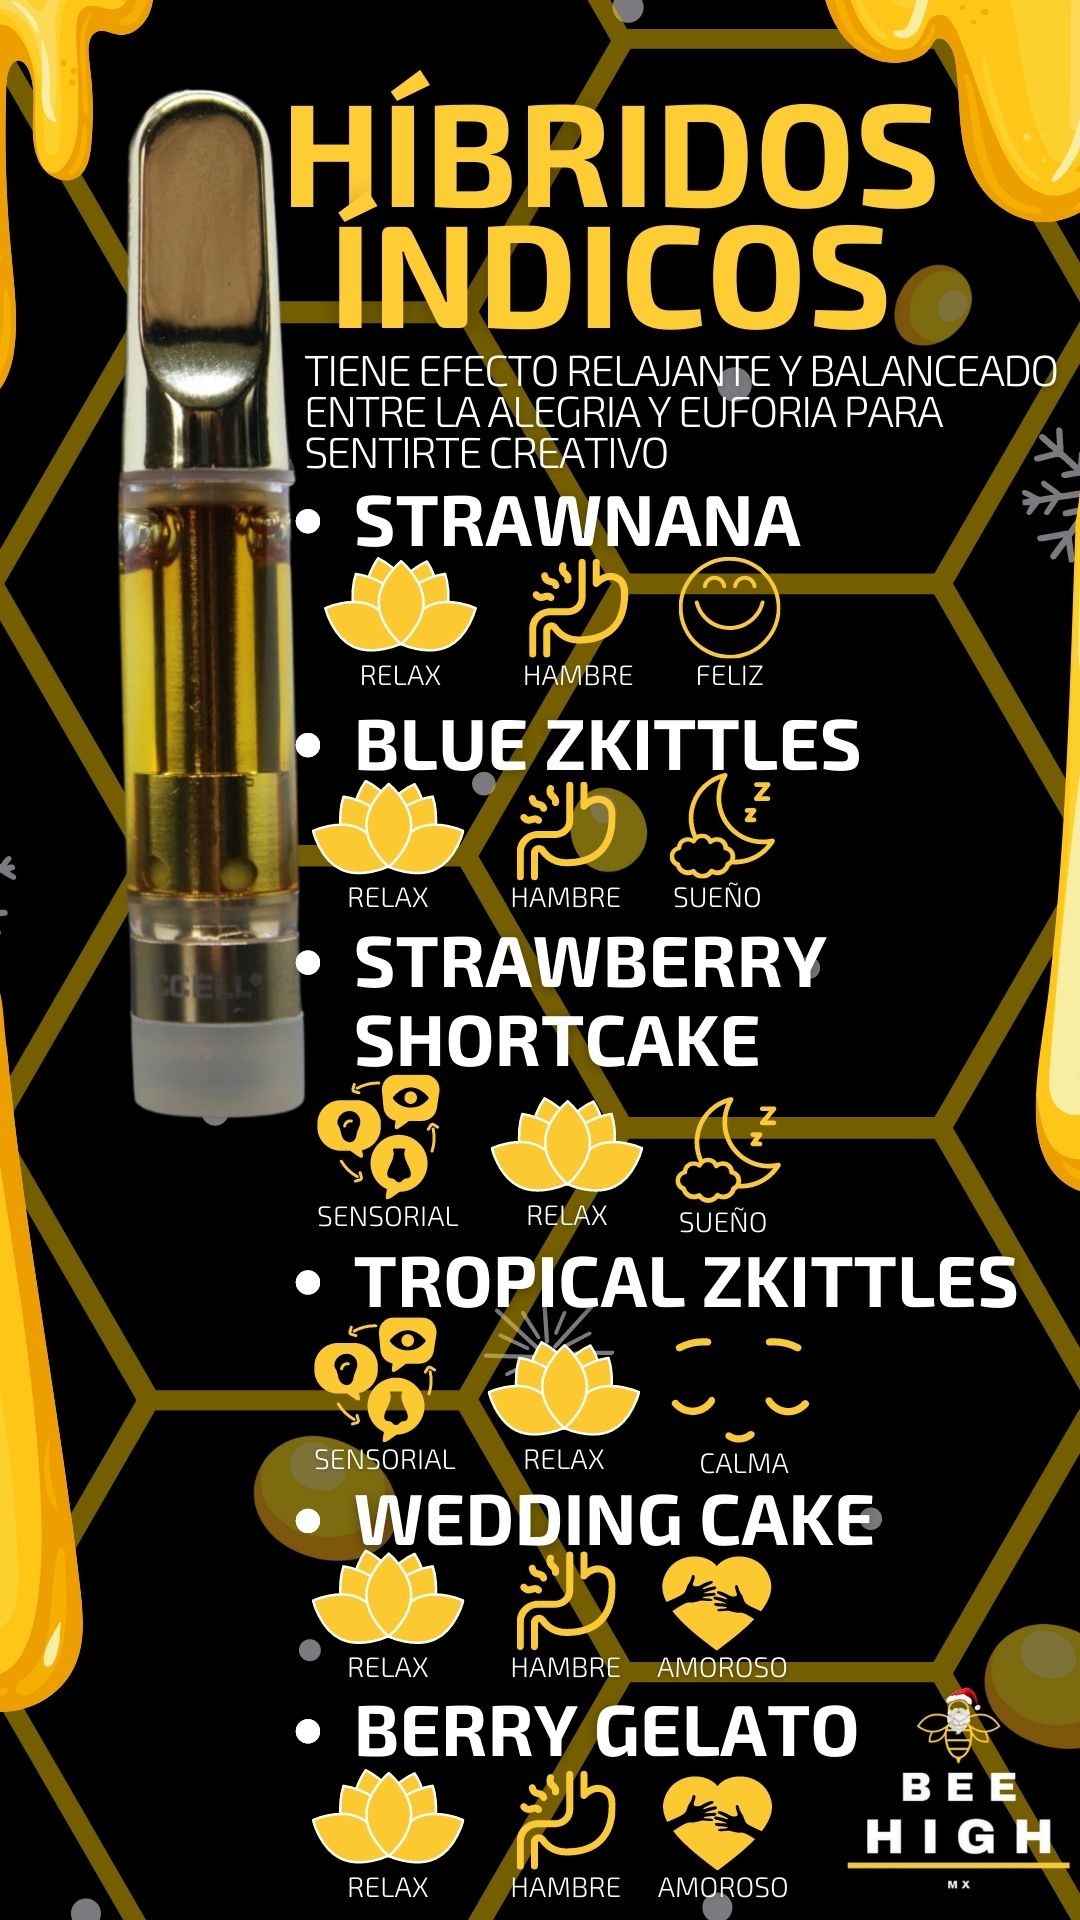 HÍBRIDOS
ÍNDICOS
TIENE EFECTO RELAJANTE Y BALANCEADO
ENTRE LA ALEGRIA Y EUFORIA PARA
SENTIRTE CREATIVO
• STRAWNANA
RELAX HAMBRE FELIZ
• BLUE ZKITTLES
Z
Z
RELAX HAMBRE SUEÑO
• STRAWBERRY
SHORTCAKE
Z
Z
SENSORIAL RELAX SUEÑO
• TROPICAL ZKITTLES
SENSORIAL RELAX CALMA
• WEDDING CAKE
RELAX HAMBRE AMOROSO
• BERRY GELATO
RELAX HAMBRE AMOROSO
CCELL®
BEE
HIGH
MX